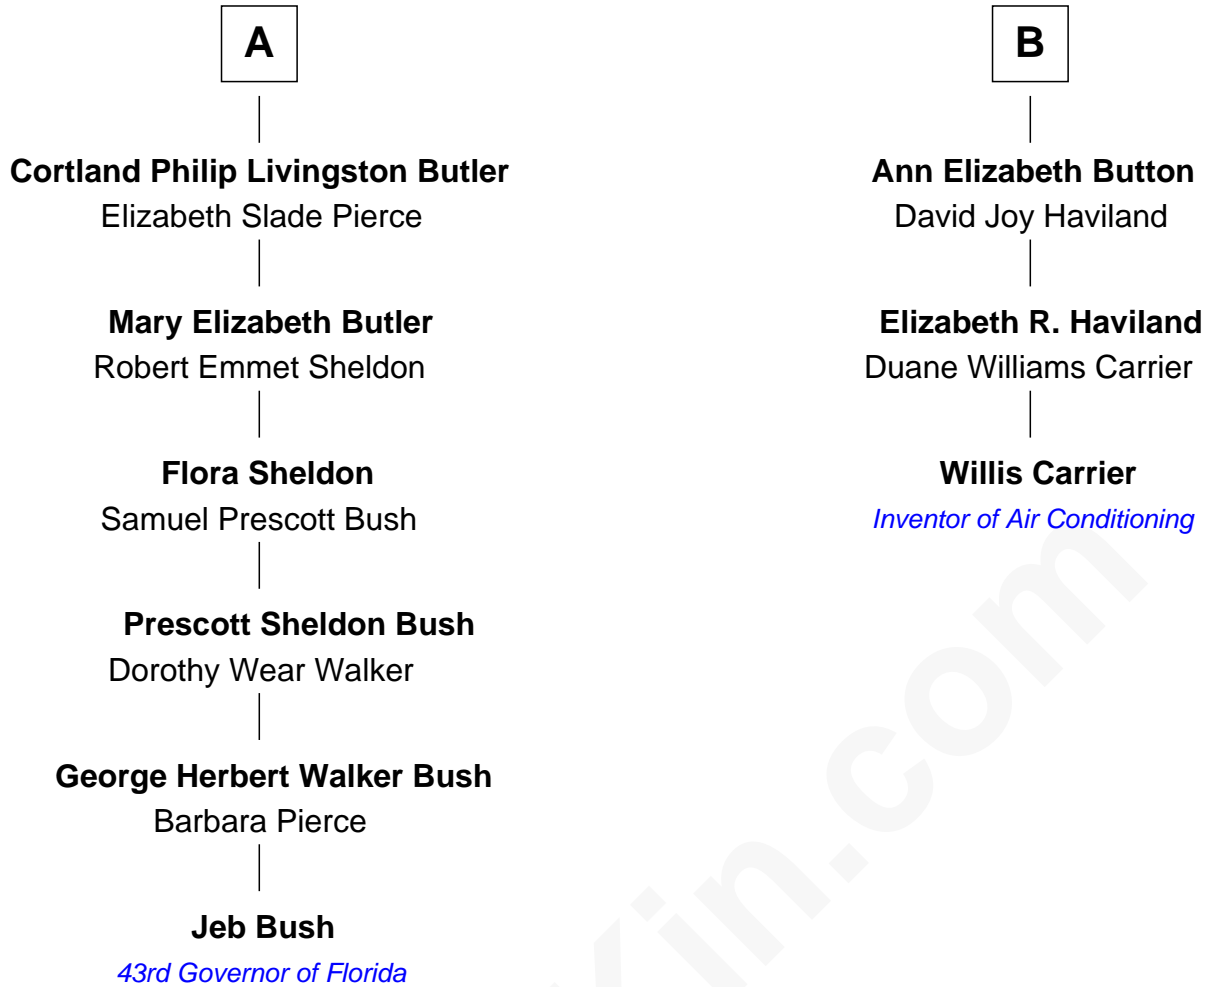 A
Cortland Philip Livingston Butler
Elizabeth Slade Pierce
Mary Elizabeth Butler
Robert Emmet Sheldon
Flora Sheldon
Samuel Prescott Bush
Prescott Sheldon Bush
Dorothy Wear Walker
George Herbert Walker Bush
Barbara Pierce
Jeb Bush
43rd Governor of Florida
B
Ann Elizabeth Button
David Joy Haviland
Elizabeth R. Haviland
Duane Williams Carrier
Willis Carrier
Inventor of Air Conditioning
Kin.com